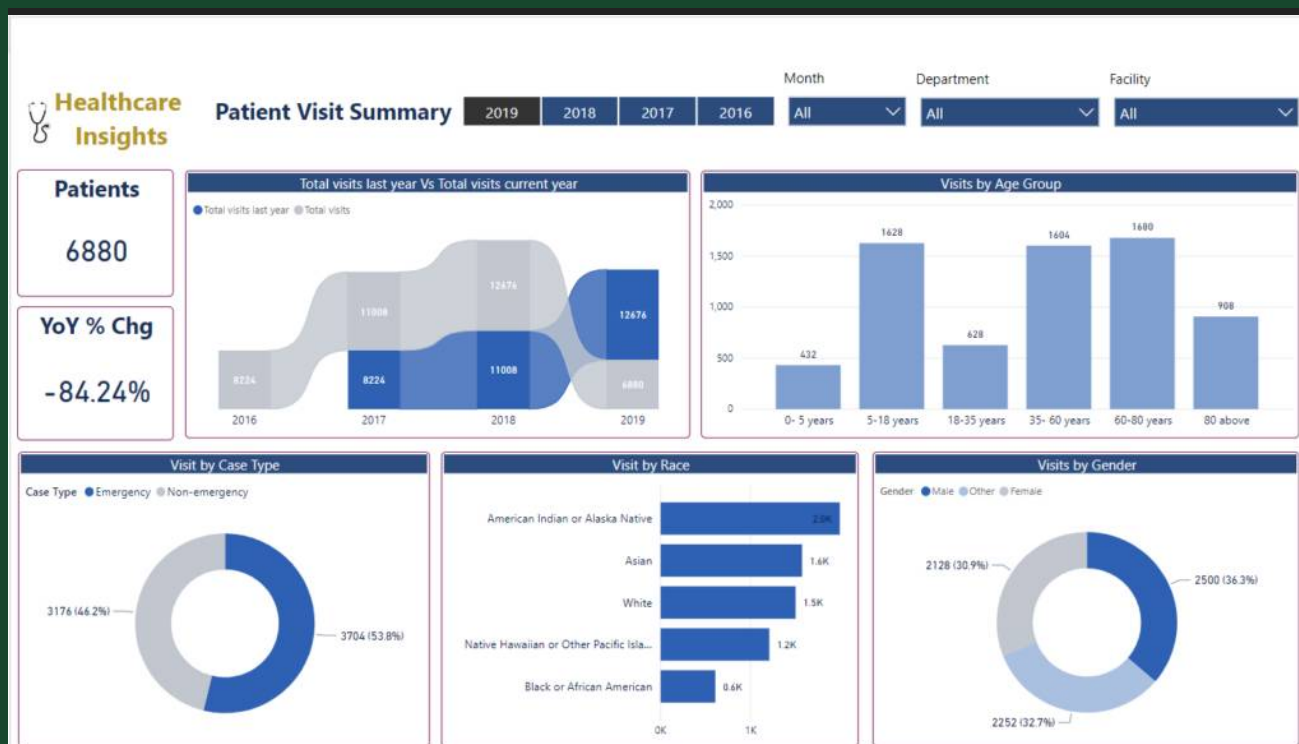 Healthcare
Insights
Patient Visit Summary
2019
2018
2017
2016
Month
All
Department
All
Facility
All
Patients
6880
YoY % Chg
-84.24%
Total visits last year Vs Total visits current year
Total visits last year Total visits
8224
11008
8224
12676
11008
12676
6880
2016
2017
2018
2019
Visits by Age Group
2,000
1,500
1,000
500
0
432
1628
628
1604
1680
908
0- 5 years
5-18 years
18-35 years
35- 60 years
60-80 years
80 above
Visit by Case Type
Case Type Emergency Non-emergency
3176 (46.2%)
3704 (53.8%)
Visit by Race
American Indian or Alaska Native
2.0K
Asian
1.6K
White
1.5K
Native Hawaiian or Other Pacific Isla...
1.2K
Black or African American
0.6K
0K
1K
Visits by Gender
Gender Male Other Female
2128 (30.9%)
2500 (36.3%)
2252 (32.7%)